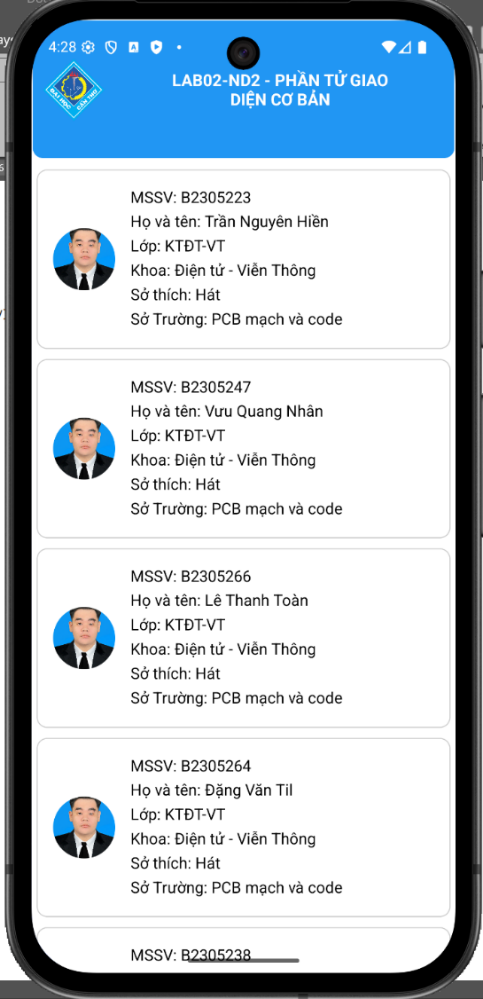 4:28
LAB02-ND2 - PHẦN TỬ GIAO
DIỆN CƠ BẢN
ĐẠI HỌC CẦN THƠ
MSSV: B2305223
Họ và tên: Trần Nguyên Hiền
Lớp: KTĐT-VT
Khoa: Điện tử - Viễn Thông
Sở thích: Hát
Sở Trường: PCB mạch và code
MSSV: B2305247
Họ và tên: Vưu Quang Nhân
Lớp: KTĐT-VT
Khoa: Điện tử - Viễn Thông
Sở thích: Hát
Sở Trường: PCB mạch và code
MSSV: B2305266
Họ và tên: Lê Thanh Toàn
Lớp: KTĐT-VT
Khoa: Điện tử - Viễn Thông
Sở thích: Hát
Sở Trường: PCB mạch và code
MSSV: B2305264
Họ và tên: Đặng Văn Til
Lớp: KTĐT-VT
Khoa: Điện tử - Viễn Thông
Sở thích: Hát
Sở Trường: PCB mạch và code
MSSV: B2305238